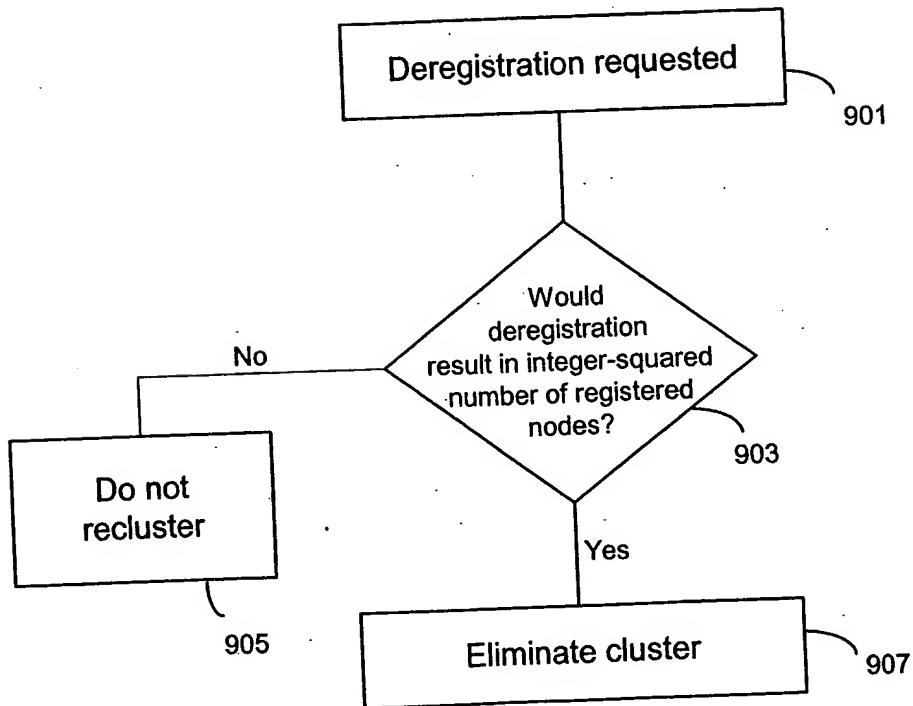 Deregistration requested
901
Would
deregistration
result in integer-squared
number of registered
nodes?
903
No
Do not
recluster
905
Yes
Eliminate cluster
907